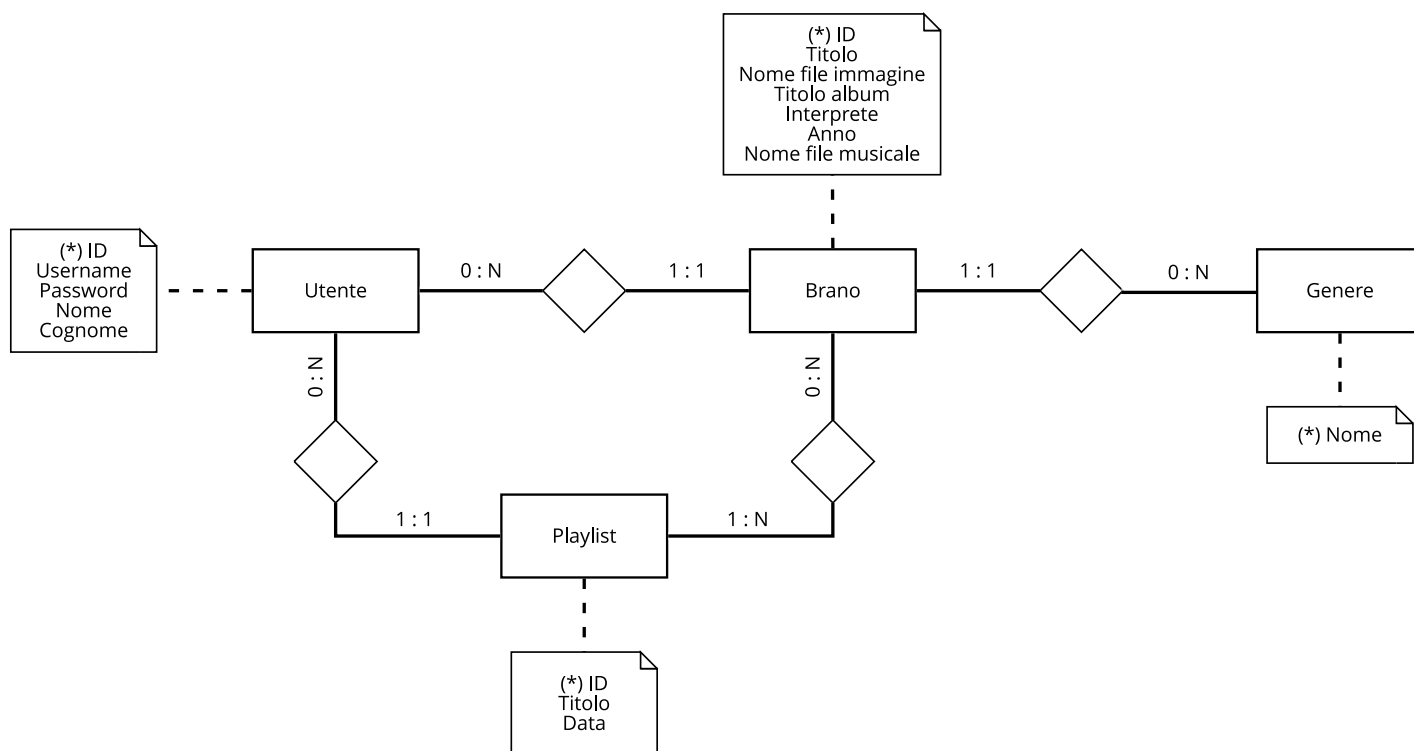 (*) ID
Titolo
Nome file immagine
Titolo album
Interprete
Anno
Nome file musicale
(*) ID
Username
Password
Nome
Cognome
Utente
0 : N
1 : 1
Brano
1 : 1
0 : N
Genere
0 : N
0 : N
(*) Nome
1 : 1
Playlist
1 : N
(*) ID
Titolo
Data